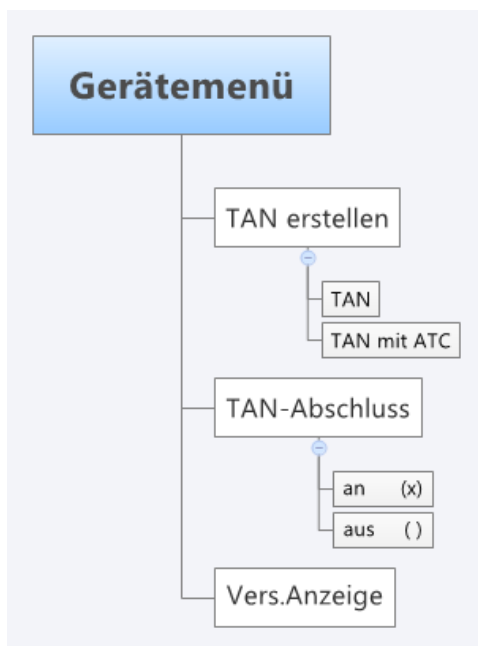 Gerätemenü
TAN erstellen
TAN
TAN mit ATC
TAN-Abschluss
an (x)
aus ( )
Vers.Anzeige